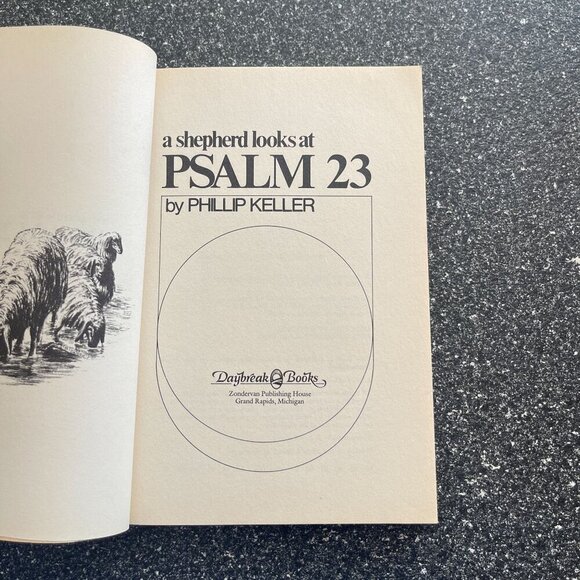 a shepherd looks at
PSALM 23
by PHILLIP KELLER
Daybreak Books
Zondervan Publishing House
Grand Rapids, Michigan